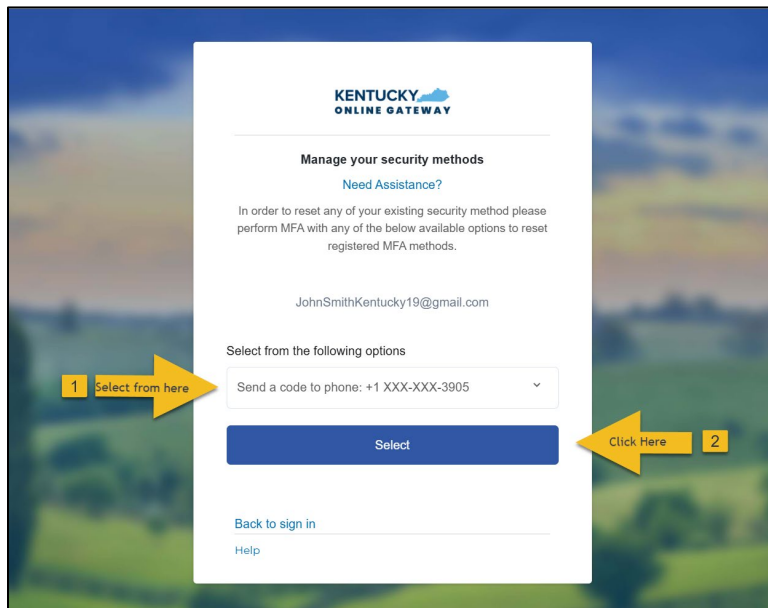 KENTUCKY
ONLINE GATEWAY
Manage your security methods
Need Assistance?
In order to reset any of your existing security method please
perform MFA with any of the below available options to reset
registered MFA methods.
JohnSmithKentucky19@gmail.com
Select from the following options
1 Select from here
Send a code to phone: +1 XXX-XXX-3905
Select
Click Here 2
Back to sign in
Help